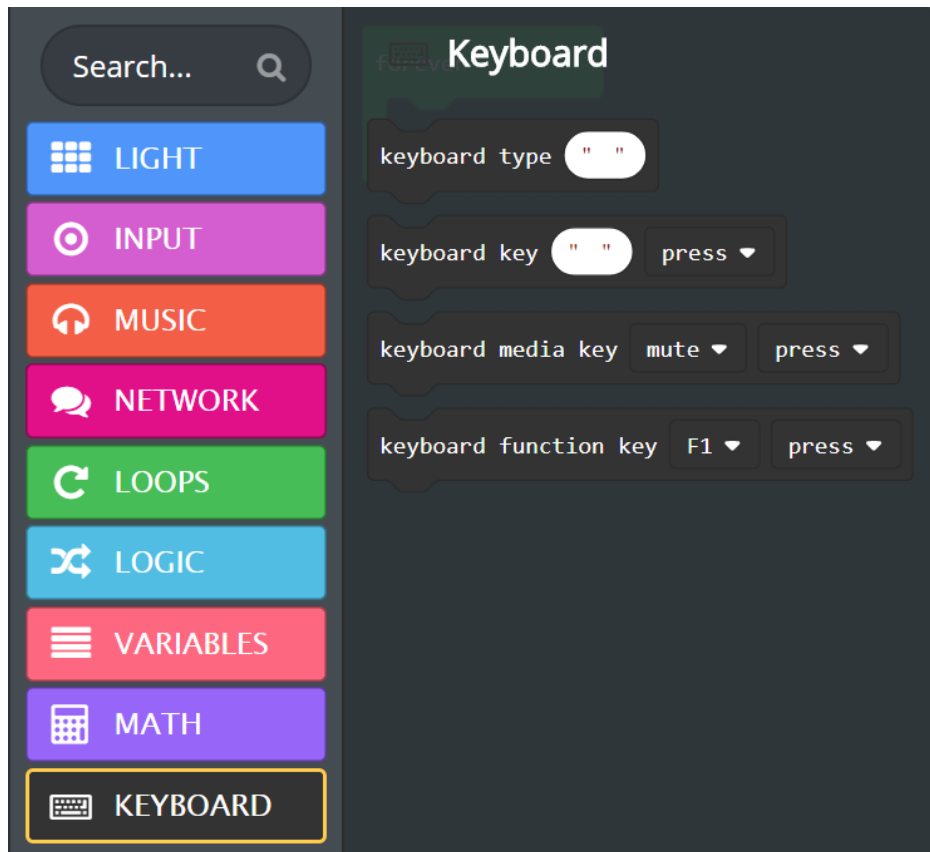 Search...
LIGHT
INPUT
MUSIC
NETWORK
LOOPS
LOGIC
VARIABLES
MATH
KEYBOARD
forever
Keyboard
keyboard type " "
keyboard key " " press
keyboard media key mute press
keyboard function key F1 press